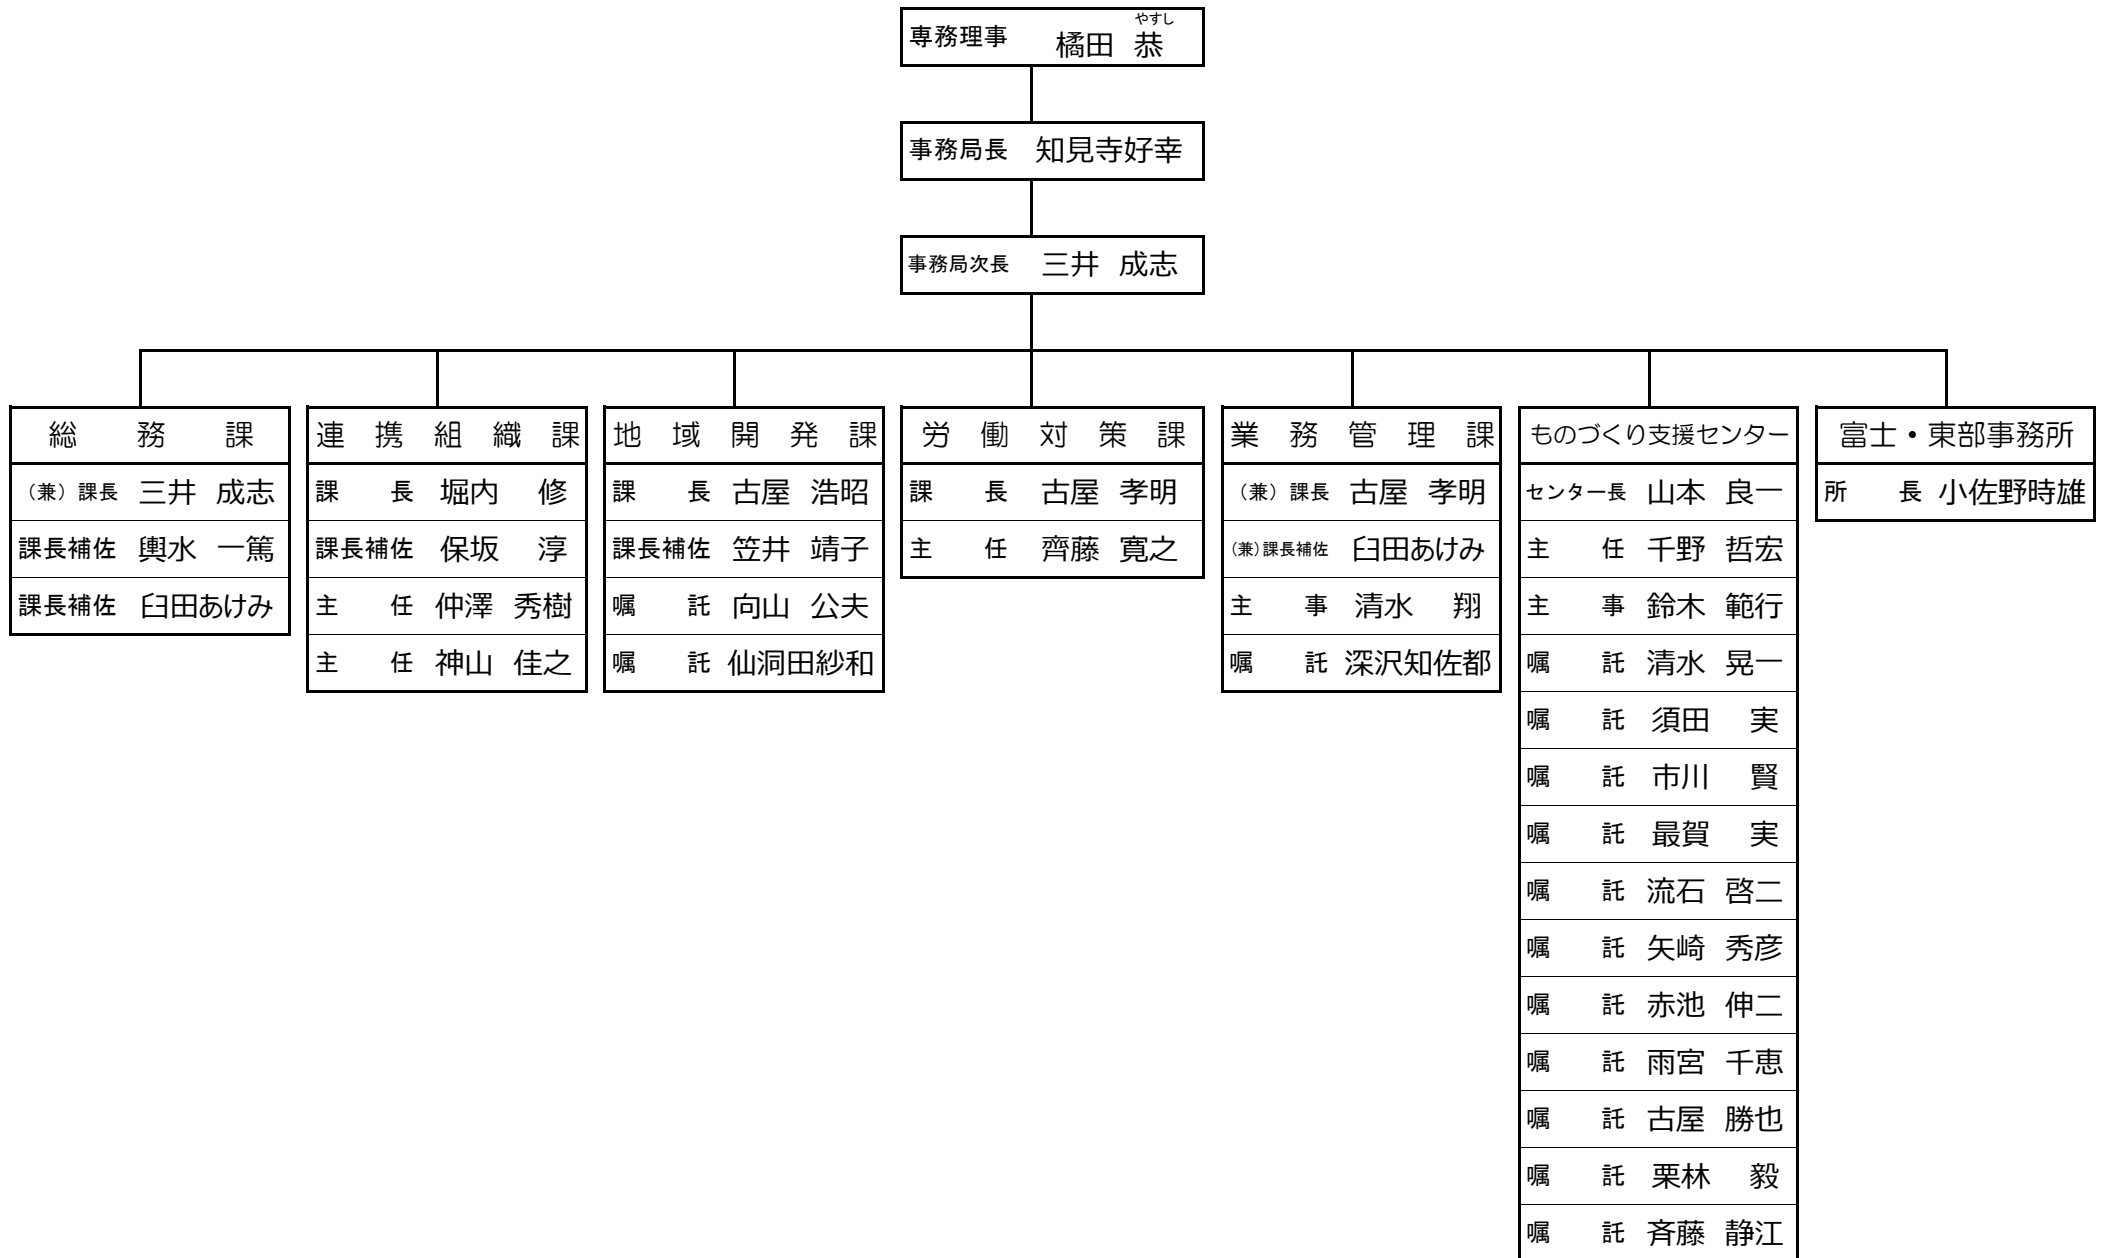 やすし
専務理事 橘田 恭
事務局長 知見寺好幸
事務局次長 三井 成志
総務課
（兼）課長 三井 成志
課長補佐 輿水 一篤
課長補佐 臼田あけみ
連携組織課
課長 堀内 修
課長補佐 保坂 淳
主任 仲澤 秀樹
主任 神山 佳之
地域開発課
課長 古屋 浩昭
課長補佐 笠井 靖子
嘱託 向山 公夫
嘱託 仙洞田紗和
労働対策課
課長 古屋 孝明
主任 齊藤 寛之
業務管理課
（兼）課長 古屋 孝明
（兼）課長補佐 臼田あけみ
主事 清水 翔
嘱託 深沢知佐都
ものづくり支援センター
センター長 山本 良一
主任 千野 哲宏
主事 鈴木 範行
嘱託 清水 晃一
嘱託 須田 実
嘱託 市川 賢
嘱託 最賀 実
嘱託 流石 啓二
嘱託 矢崎 秀彦
嘱託 赤池 伸二
嘱託 雨宮 千恵
嘱託 古屋 勝也
嘱託 栗林 毅
嘱託 斉藤 静江
富士・東部事務所
所長 小佐野時雄